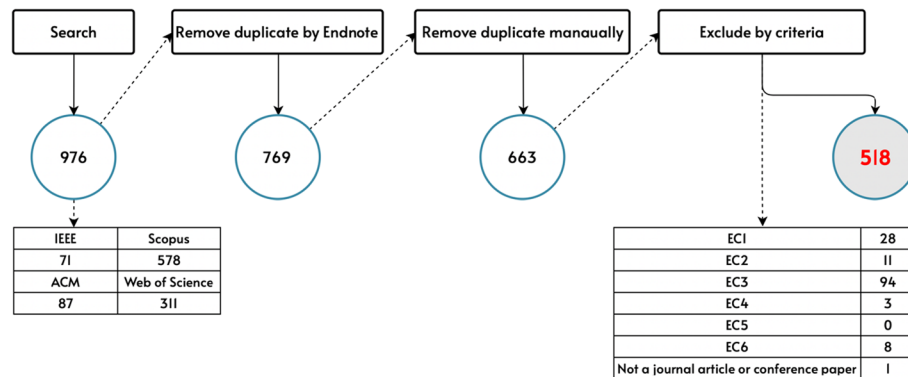 Search
Remove duplicate by Endnote
Remove duplicate manaually
Exclude by criteria
976
769
663
518
IEEE Scopus
71 578
ACM Web of Science
87 311
EC1 28
EC2 11
EC3 94
EC4 3
EC5 0
EC6 8
Not a journal article or conference paper 1